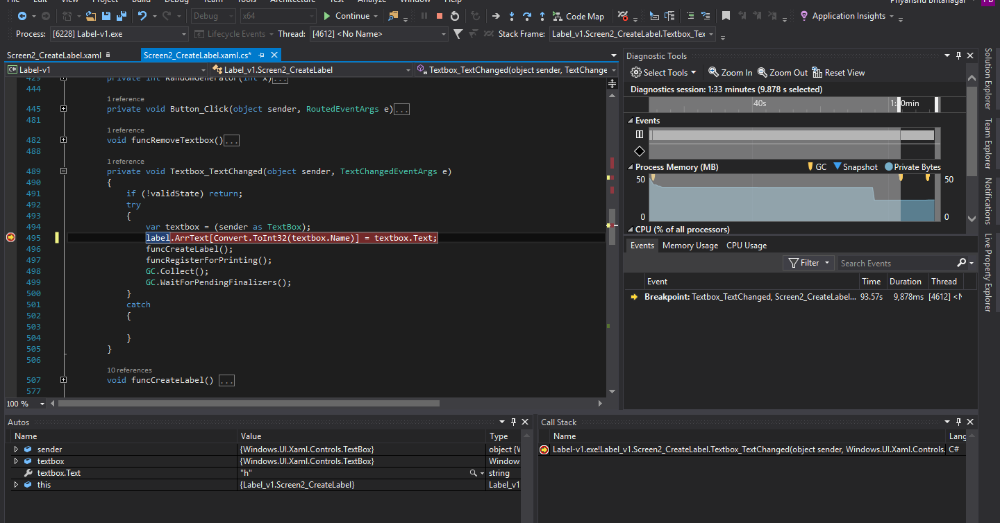 File Edit View Project Build Debug Team Tools Architecture Test Analyze Window Help Priyanshu Bhatnagar PB
Debug x64 Continue Code Map Application Insights
Process: [6228] Label-v1.exe Lifecycle Events Thread: [4612] <No Name> Stack Frame: Label_v1.Screen2_CreateLabel.Textbox_Te:
Screen2_CreateLabel.xaml Screen2_CreateLabel.xaml.cs*
C# Label-v1 Label_v1.Screen2_CreateLabel Textbox_TextChanged(object sender, TextChange
429 private int RandomGenerator(int x)...
444
1 reference
445 private void Button_Click(object sender, RoutedEventArgs e)...
481
1 reference
482 void funcRemoveTextbox()...
488
1 reference
489 private void Textbox_TextChanged(object sender, TextChangedEventArgs e)
490 {
491 if (!validState) return;
492 try
493 {
494 var textbox = (sender as TextBox);
495 label.ArrText[Convert.ToInt32(textbox.Name)] = textbox.Text;
496 funcCreateLabel();
497 funcRegisterForPrinting();
498 GC.Collect();
499 GC.WaitForPendingFinalizers();
500 }
501 catch
502 {
503
504 }
505 }
506
10 references
507 void funcCreateLabel() ...
577
100 %
Diagnostic Tools
Select Tools Zoom In Zoom Out Reset View
Diagnostics session: 1:33 minutes (9.878 s selected)
40s
Events
Process Memory (MB) GC Snapshot Private Bytes
50 50
0 0
CPU (% of all processors)
Events Memory Usage CPU Usage
Filter Search Events
Event Time Duration Thread
Breakpoint: Textbox_TextChanged, Screen2_CreateLabel... 93.57s 9,878ms [4612] <N
Solution Explorer
Team Explorer
Notifications
Live Property Explorer
Autos
Name Value Type
sender {Windows.UI.Xaml.Controls.TextBox} object {W
textbox {Windows.UI.Xaml.Controls.TextBox} Windows
textbox.Text "h" string
this {Label_v1.Screen2_CreateLabel} Label_v1
Call Stack
Name Lang
Label-v1.exe!Label_v1.Screen2_CreateLabel.Textbox_TextChanged(object sender, Windows.UI.Xaml.Controls. C#